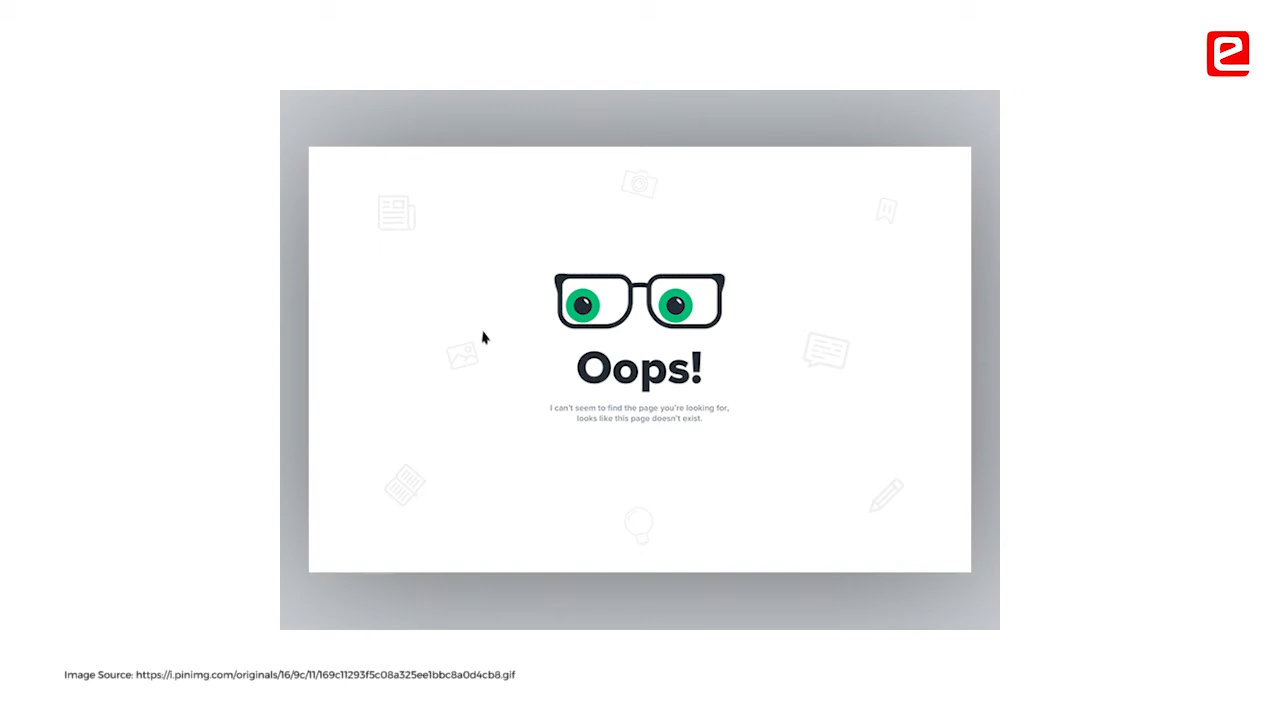 e
Oops!
I can't seem to find the page you're looking for,
looks like this page doesn't exist.
Image Source: https://i.pinimg.com/originals/16/9c/11/169c11293f5c08a325ee1bbc8a0d4cb8.gif